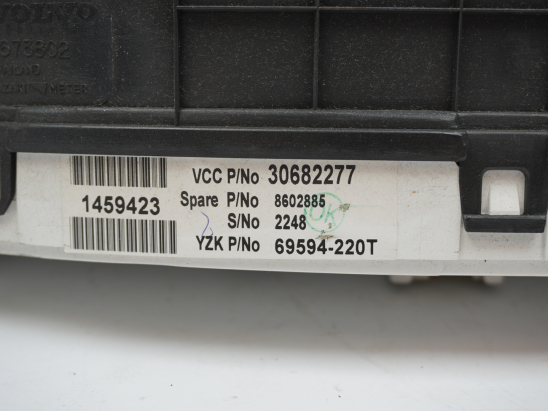 VOLVO
VCC P/No 30682277
1459423
Spare P/No 8602885
OK
S/No 2248
YZK P/No 69594-220T